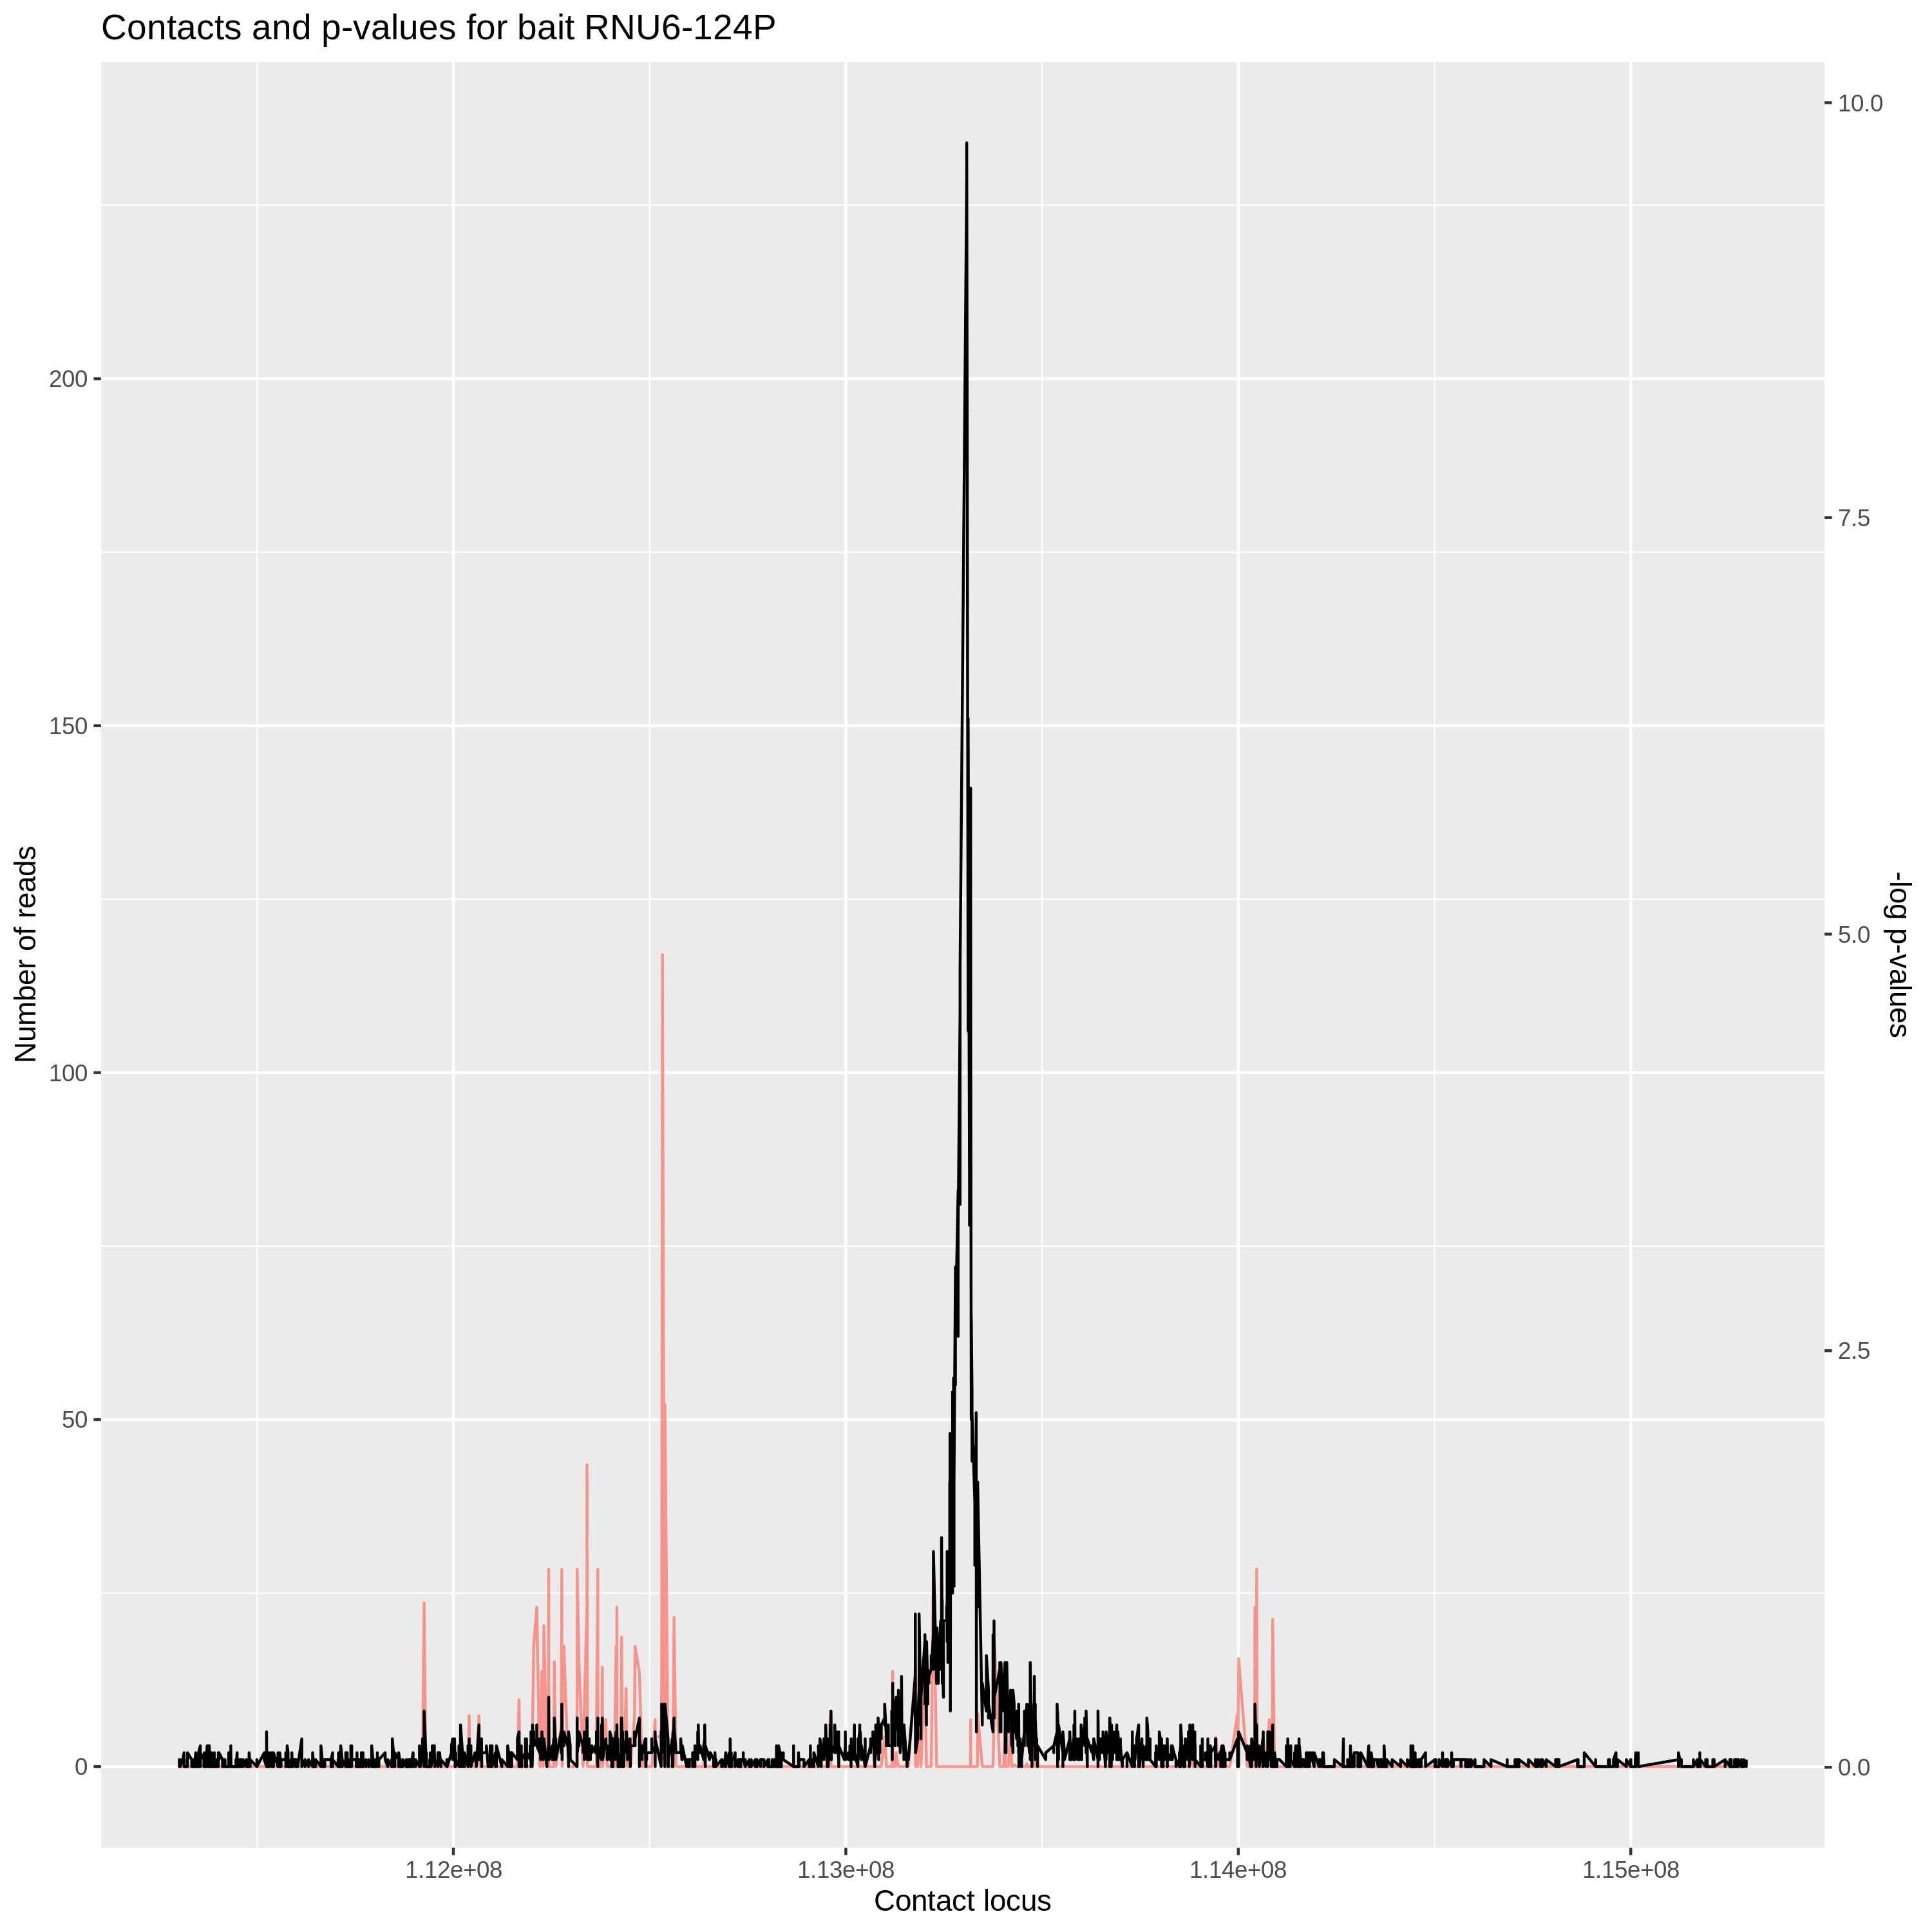 Contacts and p-values for bait RNU6-124P
10.0
7.5
5.0
2.5
0.0
200
150
100
50
0
Number of reads
-log p-values
1.12e+08
1.13e+08
1.14e+08
1.15e+08
Contact locus